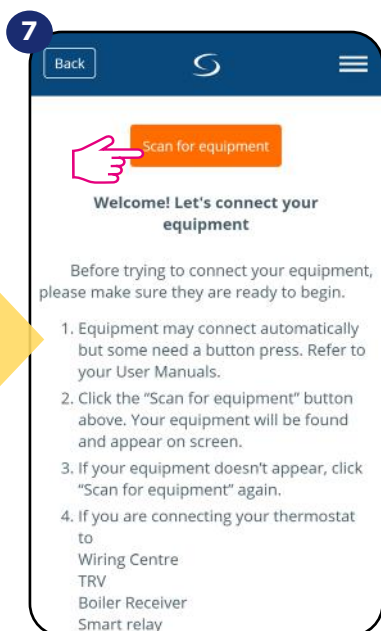 7
Back
Scan for equipment
Welcome! Let's connect your
equipment
Before trying to connect your equipment,
please make sure they are ready to begin.
1. Equipment may connect automatically
but some need a button press. Refer to
your User Manuals.
2. Click the “Scan for equipment” button
above. Your equipment will be found
and appear on screen.
3. If your equipment doesn't appear, click
“Scan for equipment” again.
4. If you are connecting your thermostat
to
Wiring Centre
TRV
Boiler Receiver
Smart relay